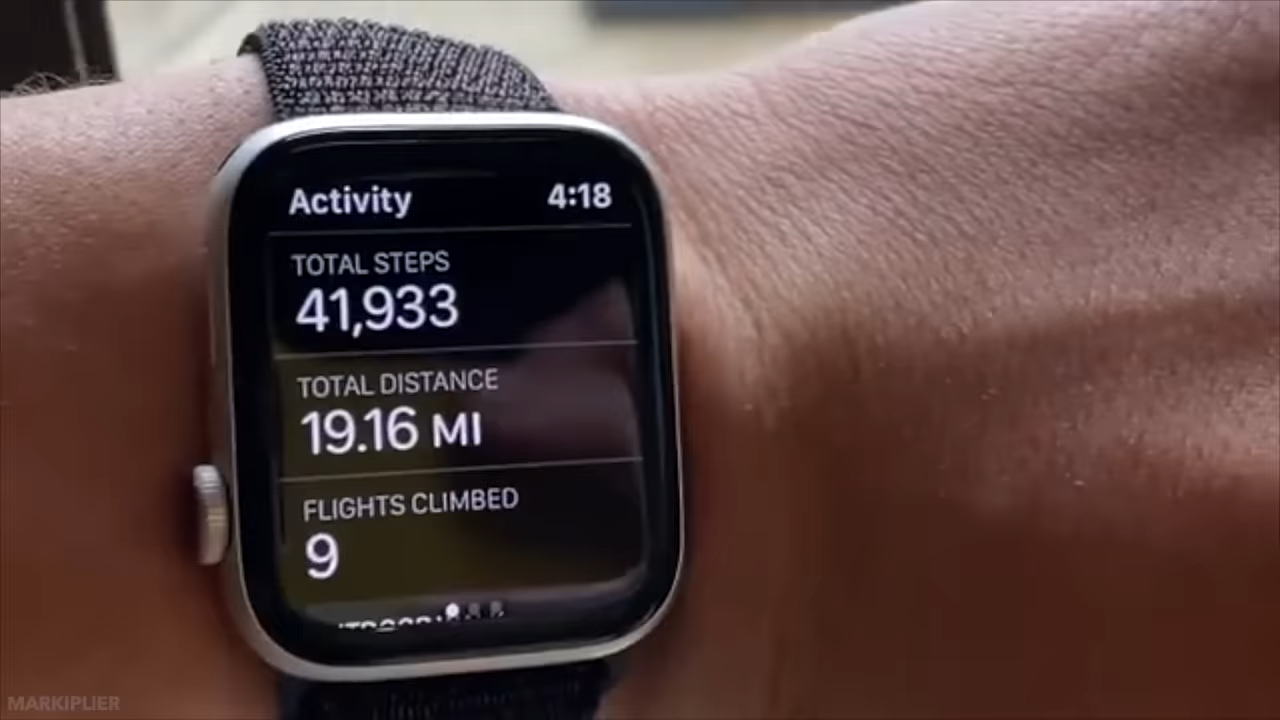 Activity 4:18
TOTAL STEPS
41,933
TOTAL DISTANCE
19.16 MI
FLIGHTS CLIMBED
9
MARKIPLIER